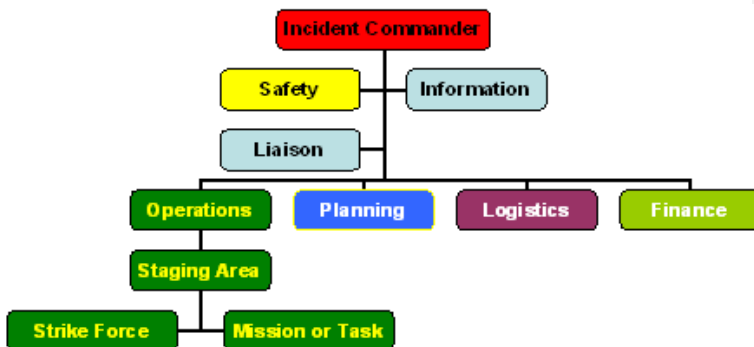 Incident Commander
Safety
Information
Liaison
Operations
Planning
Logistics
Finance
Staging Area
Strike Force
Mission or Task